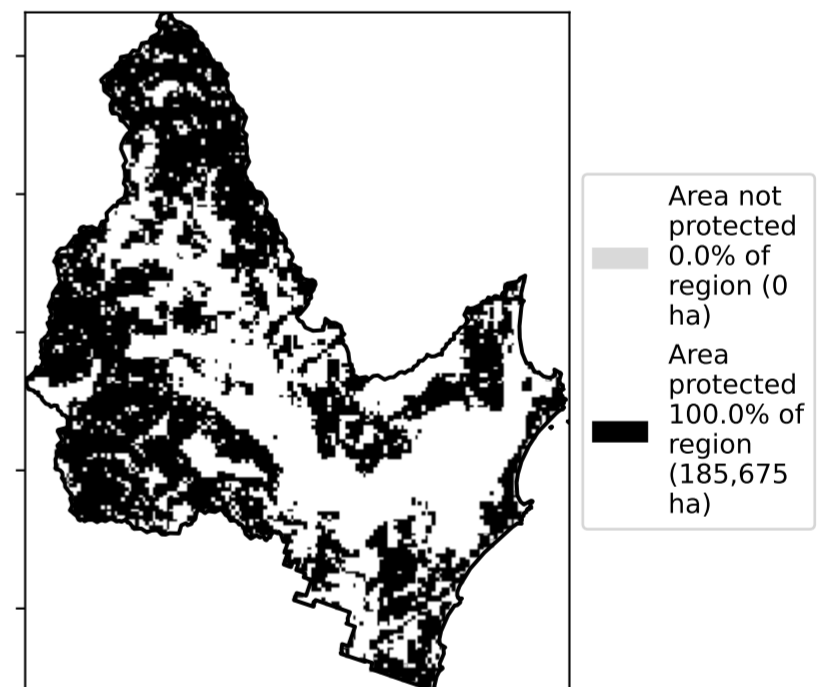 Area not
protected
0.0% of
region (0
ha)
Area
protected
100.0% of
region
(185,675
ha)